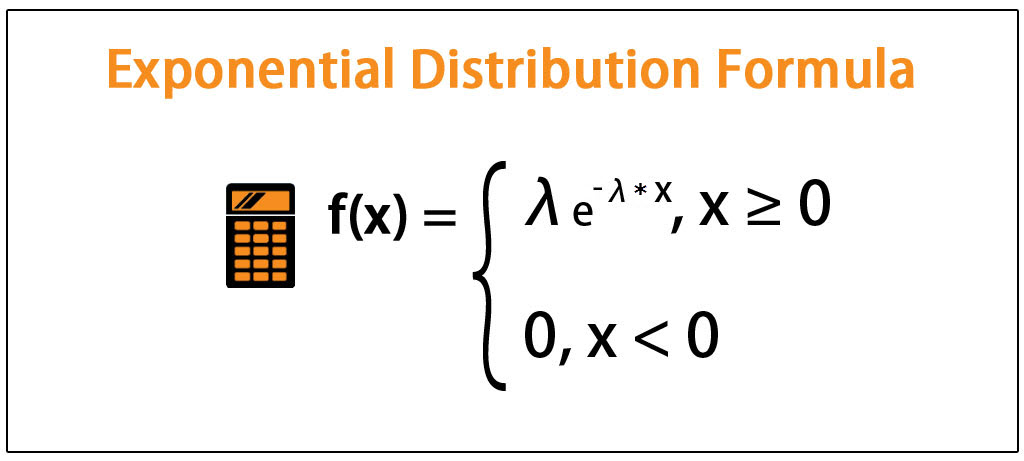 Exponential Distribution Formula
f(x) = { λ e^{-λ*x}, x ≥ 0
0, x < 0